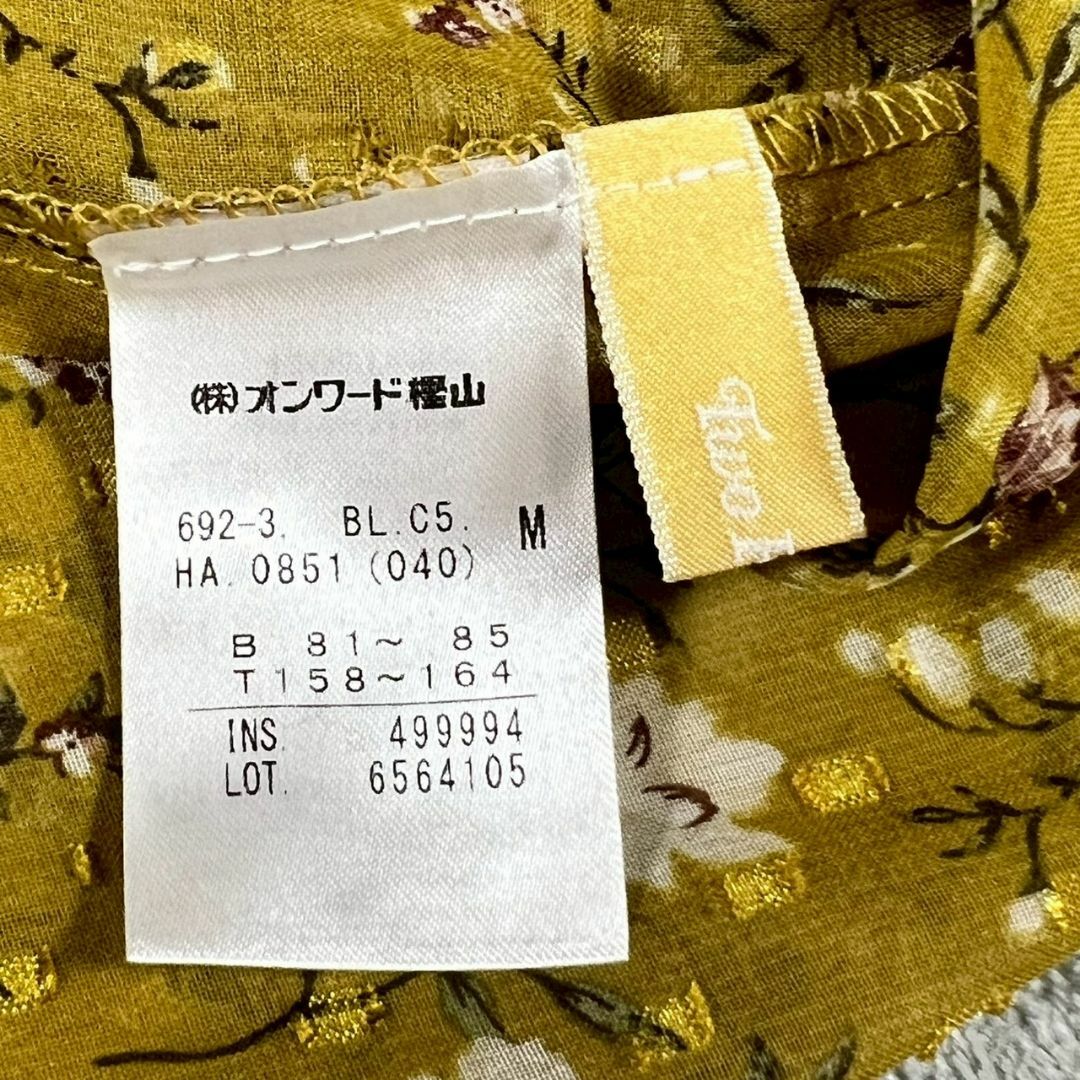 (株)オンワード樫山
692-3. BL.C5. M
HA.0851(040)
B 81~ 85
T158~164
INS. 499994
LOT. 6564105
Two